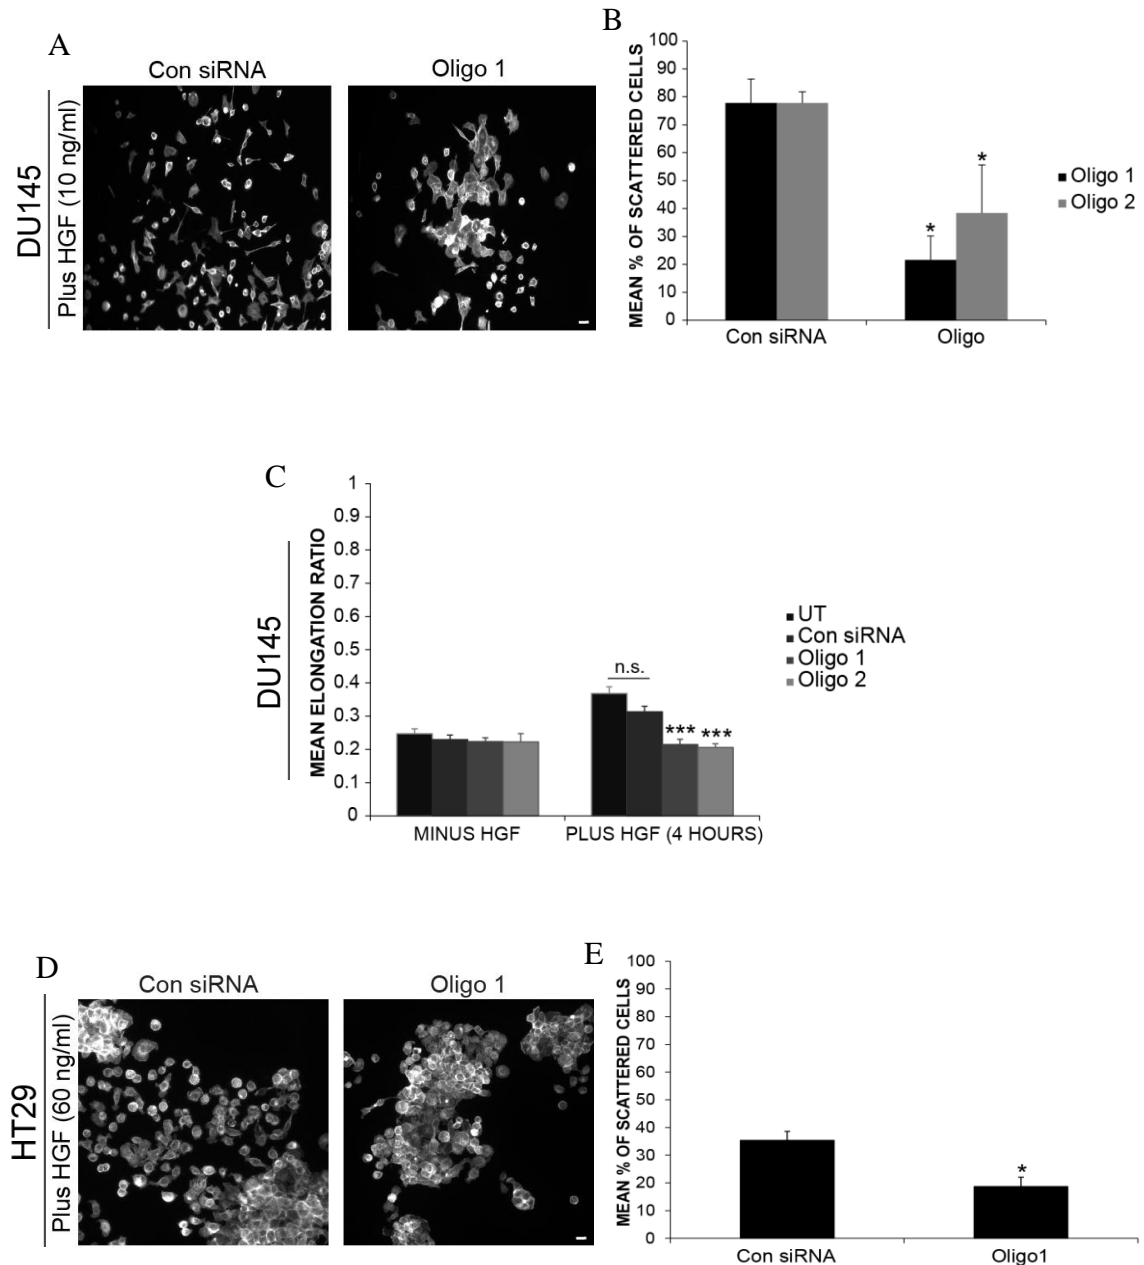 A
Con siRNA
Oligo 1
DU145
Plus HGF (10 ng/ml)
B
MEAN % OF SCATTERED CELLS
100
90
80
70
60
50
40
30
20
10
0
*
*
Con siRNA
Oligo
Oligo 1
Oligo 2
C
DU145
MEAN ELONGATION RATIO
1
0.9
0.8
0.7
0.6
0.5
0.4
0.3
0.2
0.1
0
n.s.
*** ***
MINUS HGF
PLUS HGF (4 HOURS)
UT
Con siRNA
Oligo 1
Oligo 2
D
Con siRNA
Oligo 1
HT29
Plus HGF (60 ng/ml)
E
MEAN % OF SCATTERED CELLS
100
90
80
70
60
50
40
30
20
10
0
*
Con siRNA
Oligo1